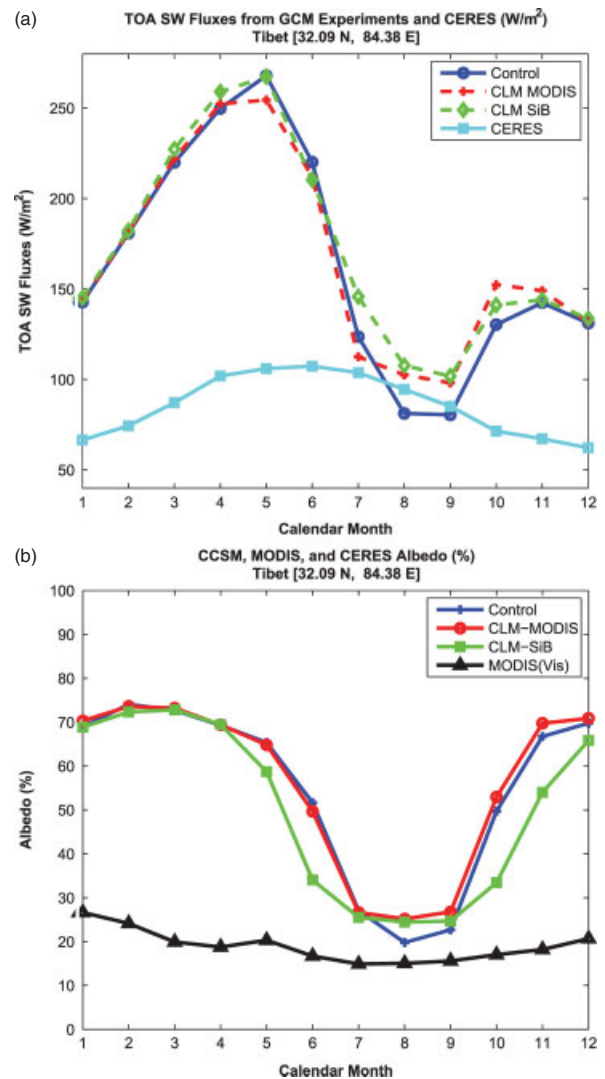 (a)
TOA SW Fluxes from GCM Experiments and CERES (W/m²)
Tibet [32.09 N, 84.38 E]
Control
CLM MODIS
CLM SiB
CERES
TOA SW Fluxes (W/m²)
250
200
150
100
50
1 2 3 4 5 6 7 8 9 10 11 12
Calendar Month
(b)
CCSM, MODIS, and CERES Albedo (%)
Tibet [32.09 N, 84.38 E]
Control
CLM-MODIS
CLM-SiB
MODIS(Vis)
Albedo (%)
100
90
80
70
60
50
40
30
20
10
0
1 2 3 4 5 6 7 8 9 10 11 12
Calendar Month